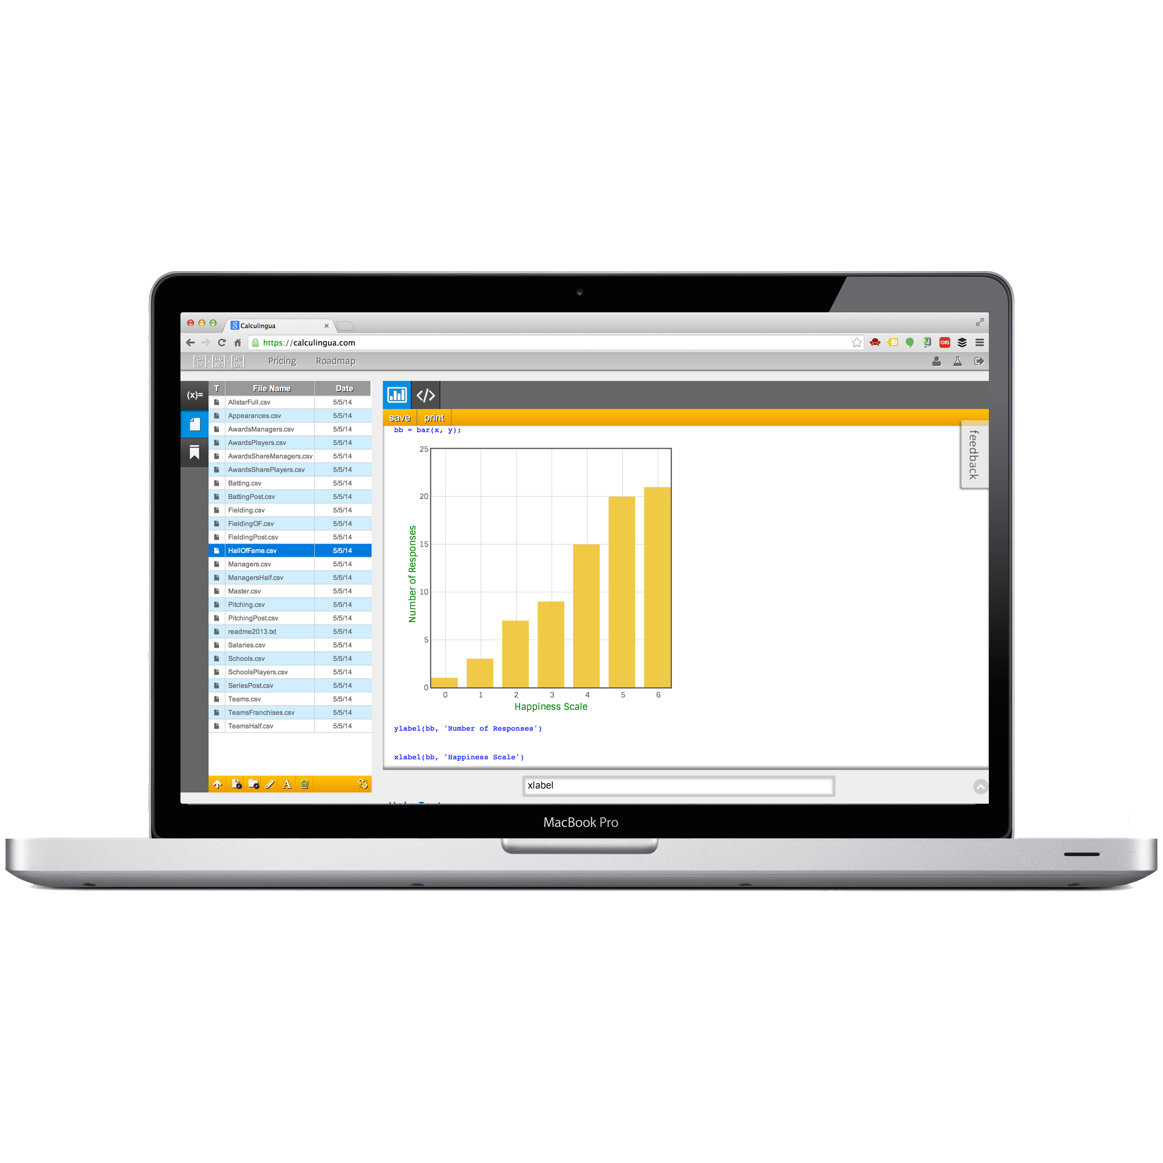 Calculingua
https://calculingua.com
Pricing Roadmap
(x)=
T File Name Date
AllstarFull.csv 5/5/14
Appearances.csv 5/5/14
AwardsManagers.csv 5/5/14
AwardsPlayers.csv 5/5/14
AwardsShareManagers.csv 5/5/14
AwardsSharePlayers.csv 5/5/14
Batting.csv 5/5/14
BattingPost.csv 5/5/14
Fielding.csv 5/5/14
FieldingOF.csv 5/5/14
FieldingPost.csv 5/5/14
HallOfFame.csv 5/5/14
Managers.csv 5/5/14
ManagersHalf.csv 5/5/14
Master.csv 5/5/14
Pitching.csv 5/5/14
PitchingPost.csv 5/5/14
readme2013.txt 5/5/14
Salaries.csv 5/5/14
Schools.csv 5/5/14
SchoolsPlayers.csv 5/5/14
SeriesPost.csv 5/5/14
Teams.csv 5/5/14
TeamsFranchises.csv 5/5/14
TeamsHalf.csv 5/5/14
</>
save print
bb = bar(x, y);
25
20
15
10
5
0
Number of Responses
0 1 2 3 4 5 6
Happiness Scale
ylabel(bb, 'Number of Responses')
xlabel(bb, 'Happiness Scale')
feedback
xlabel
MacBook Pro